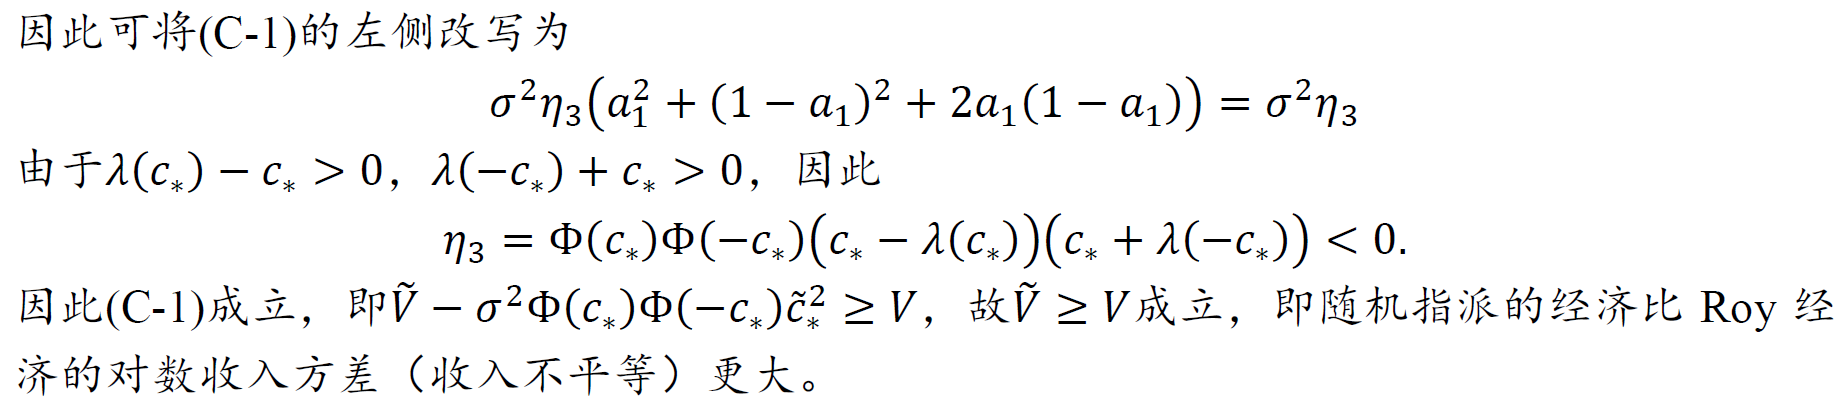 因此可将(C-1)的左侧改写为
σ²η₃(a₁² + (1 − a₁)² + 2a₁(1 − a₁)) = σ²η₃
由于λ(c∗) − c∗ > 0，λ(−c∗) + c∗ > 0，因此
η₃ = Φ(c∗)Φ(−c∗)(c∗ − λ(c∗))(c∗ + λ(−c∗)) < 0.
因此(C-1)成立，即Ṽ − σ²Φ(c∗)Φ(−c∗)c̃∗² ≥ V，故Ṽ ≥ V成立，即随机指派的经济比 Roy 经
济的对数收入方差（收入不平等）更大。